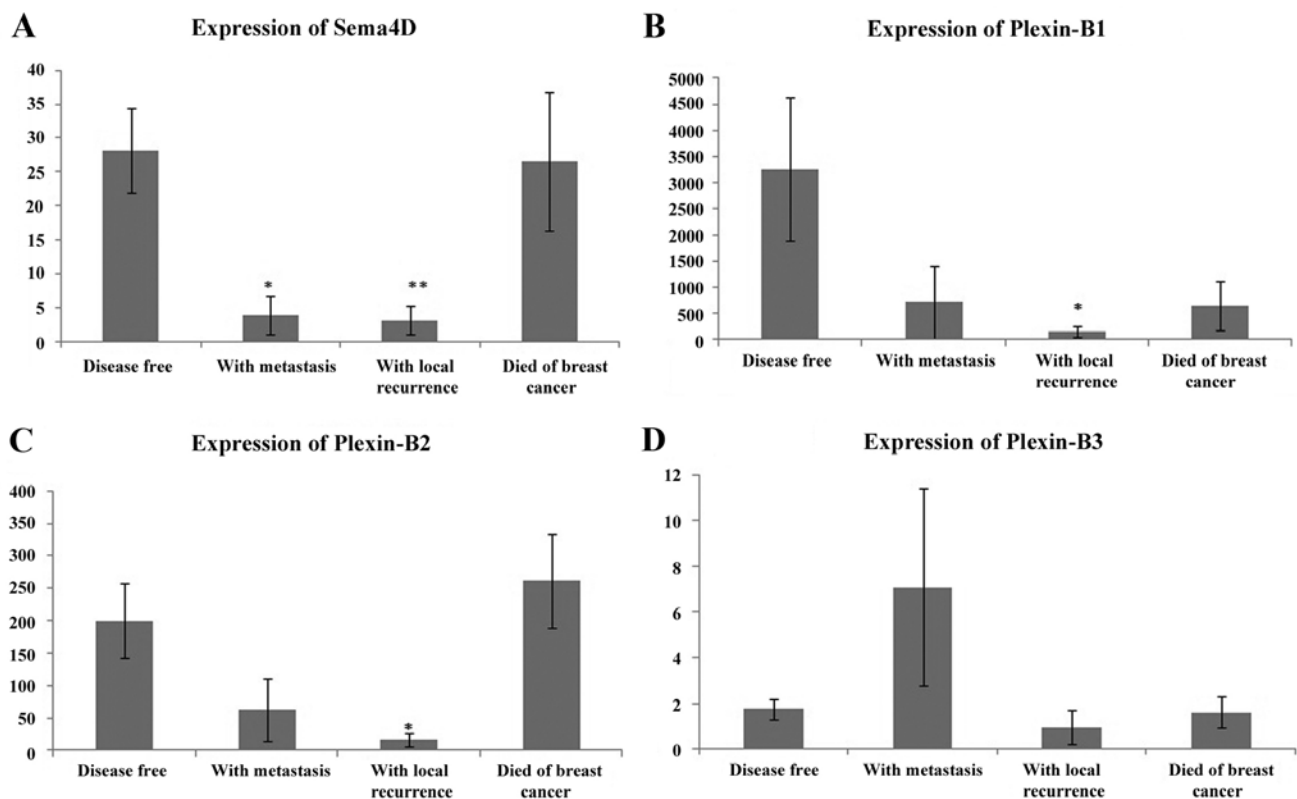 A
Expression of Sema4D
40
35
30
25
20
15
10
5
0
*
**
Disease free
With metastasis
With local
recurrence
Died of breast
cancer
B
Expression of Plexin-B1
5000
4500
4000
3500
3000
2500
2000
1500
1000
500
0
*
Disease free
With metastasis
With local
recurrence
Died of breast
cancer
C
Expression of Plexin-B2
400
350
300
250
200
150
100
50
0
*
Disease free
With metastasis
With local
recurrence
Died of breast
cancer
D
Expression of Plexin-B3
12
10
8
6
4
2
0
Disease free
With metastasis
With local
recurrence
Died of breast
cancer